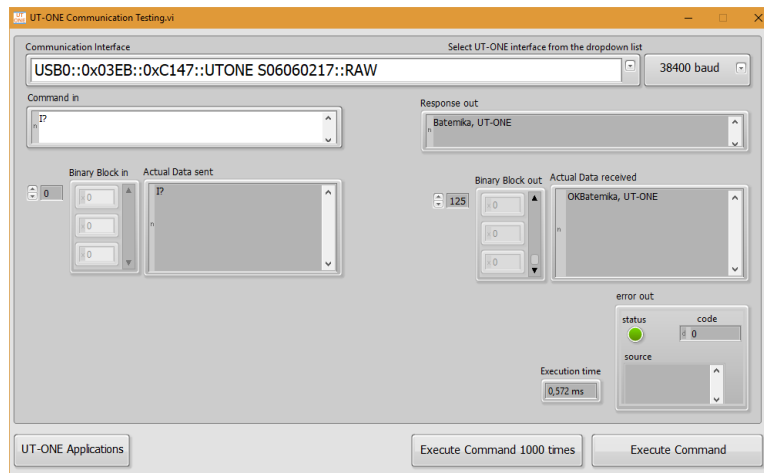 UT-ONE Communication Testing.vi
Communication Interface
Select UT-ONE interface from the dropdown list
USB0::0x03EB::0xC147::UTONE S06060217::RAW
38400 baud
Command in
I?
Response out
Batemika, UT-ONE
Binary Block in
Actual Data sent
0
x 0
x 0
x 0
I?
Binary Block out
Actual Data received
125
x 0
x 0
x 0
OKBatemika, UT-ONE
error out
status
code
d 0
source
Execution time
0,572 ms
UT-ONE Applications
Execute Command 1000 times
Execute Command